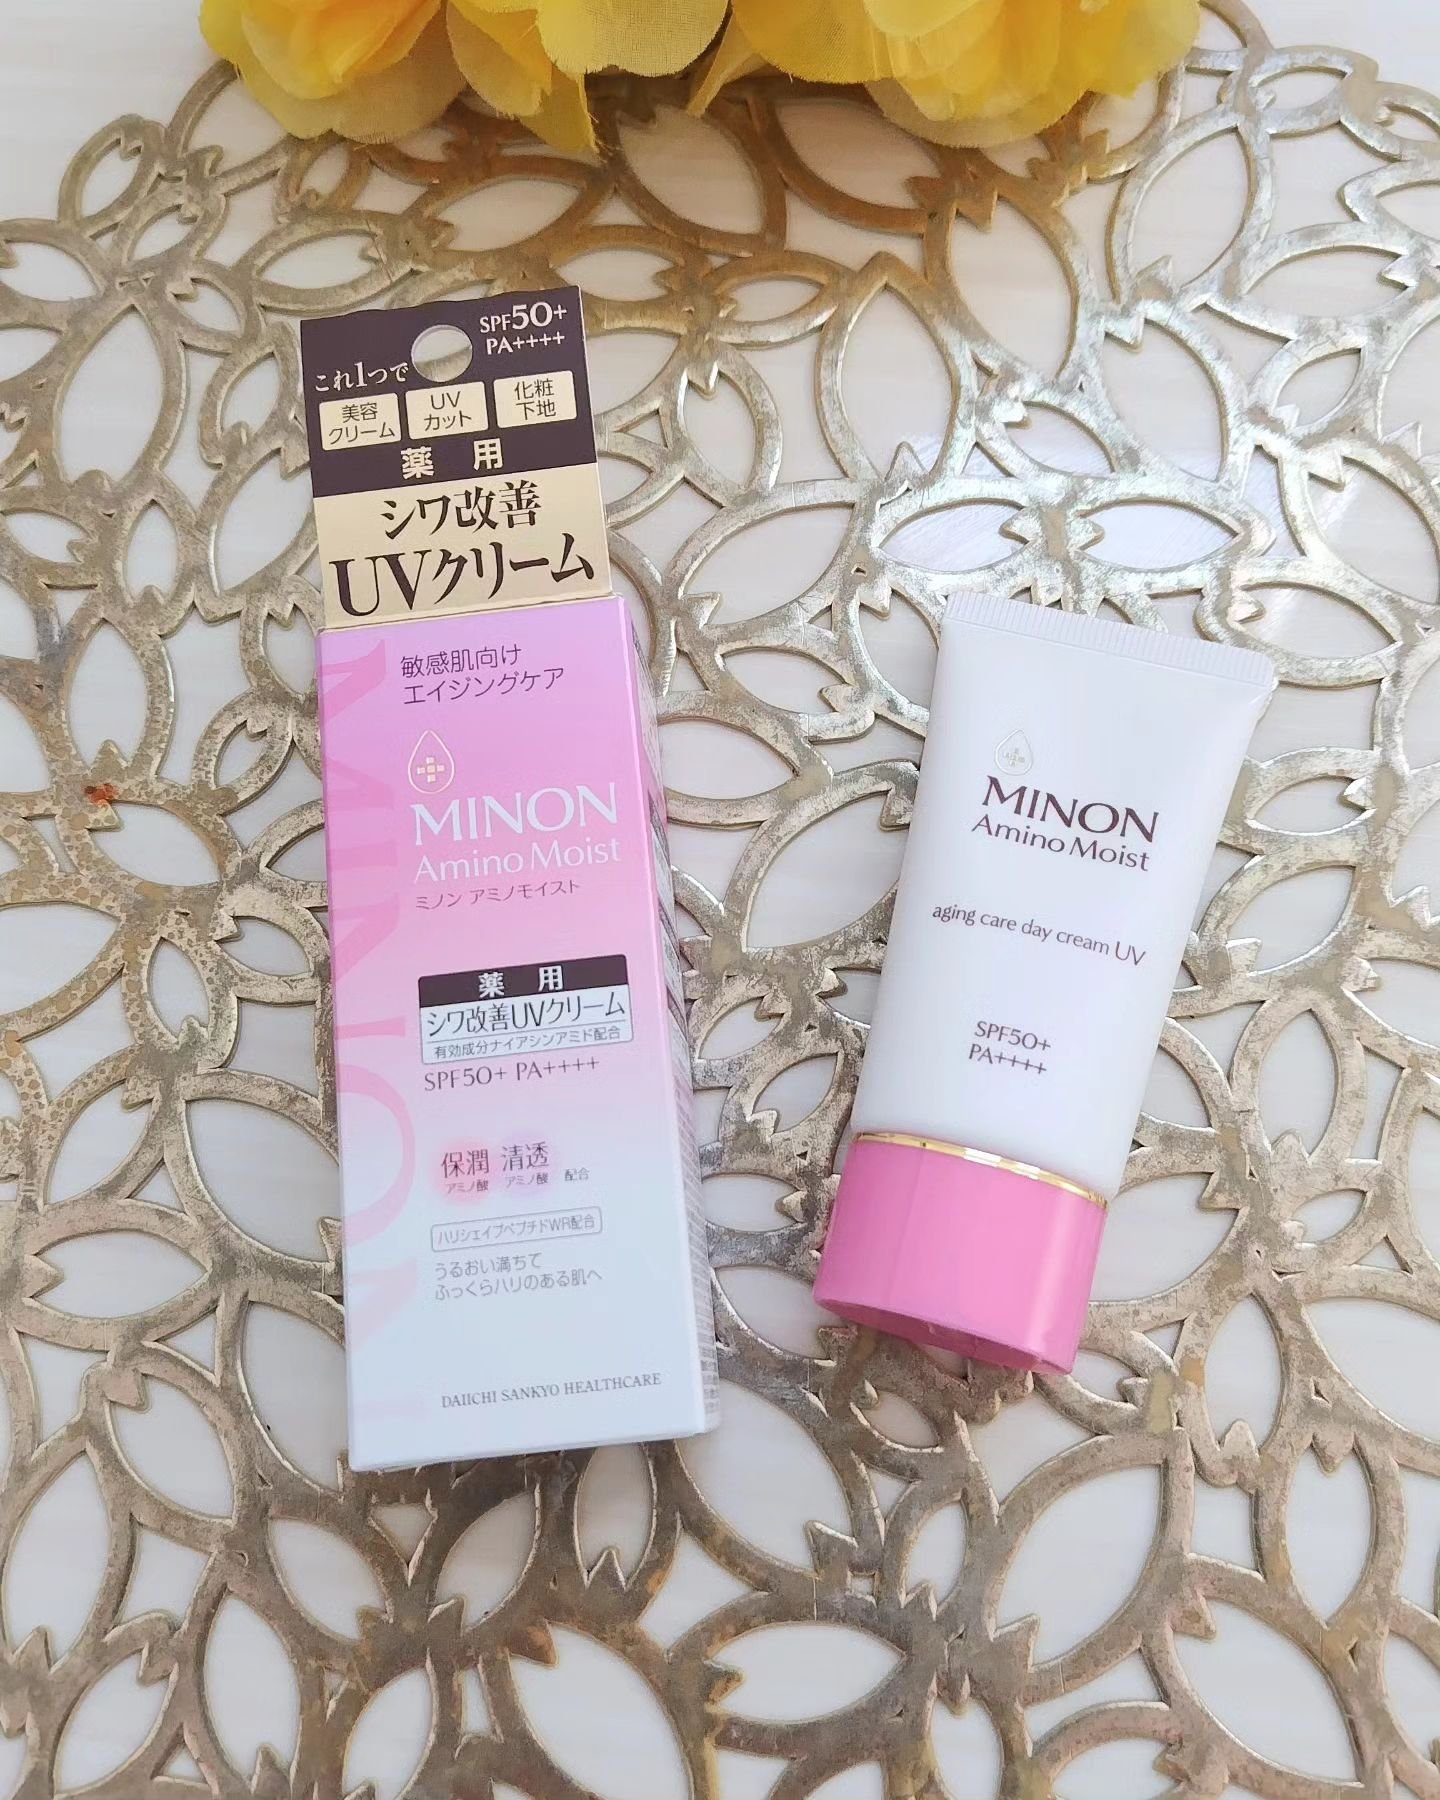 SPF50+
PA++++
これ1つで
美容
クリーム
UV
カット
化粧
下地
薬用
シワ改善
UVクリーム
敏感肌向け
エイジングケア
MINON
Amino Moist
ミノン アミノモイスト
薬用
シワ改善UVクリーム
有効成分ナイアシンアミド配合
SPF50+ PA++++
保潤 清透
アミノ酸 アミノ酸 配合
ハリシェイプペプチドWR配合
うるおい満ちて
ふっくらハリのある肌へ
DAIICHI SANKYO HEALTHCARE
MINON
MINON
Amino Moist
aging care day cream UV
SPF50+
PA++++